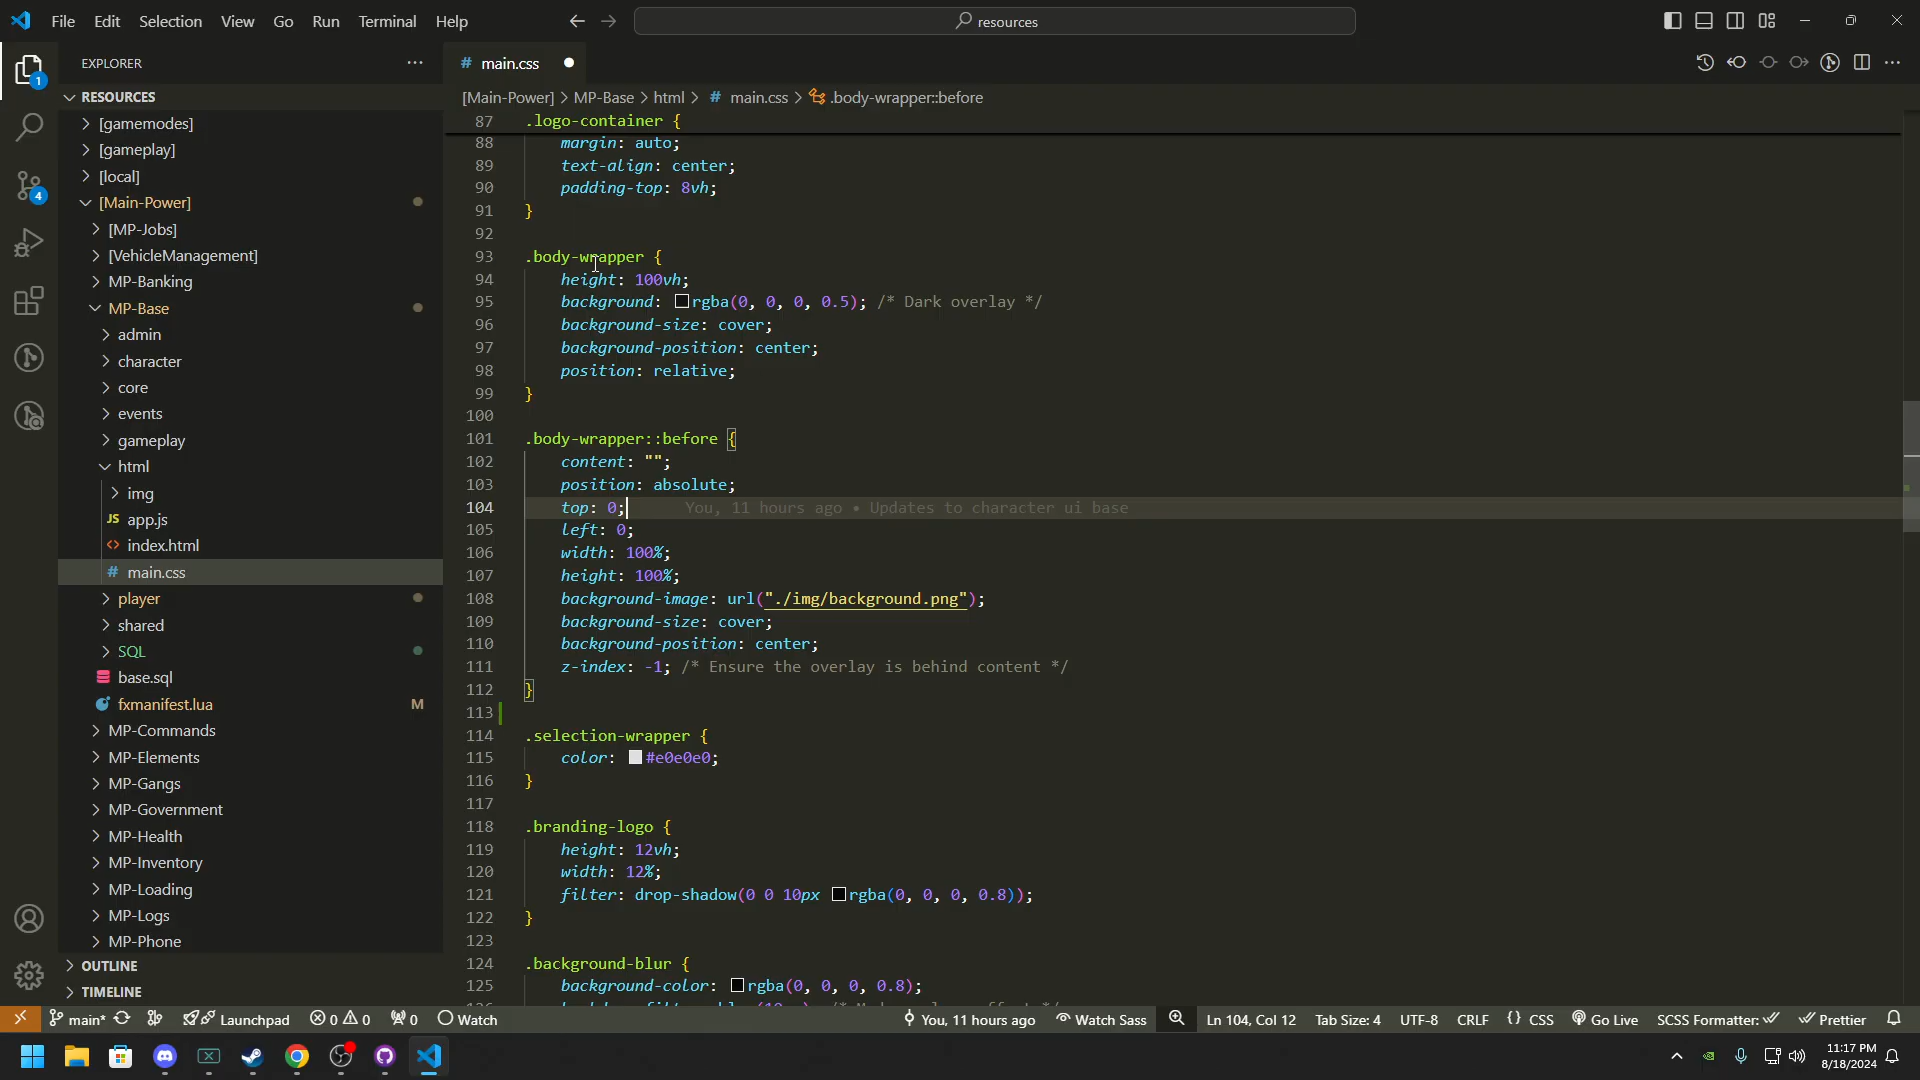 File Edit Selection View Go Run Terminal Help
resources
EXPLORER
RESOURCES
[gamemodes]
[gameplay]
[local]
[Main-Power]
[MP-Jobs]
[VehicleManagement]
MP-Banking
MP-Base
admin
character
core
events
gameplay
html
img
JS app.js
<> index.html
# main.css
player
shared
SQL
base.sql
fxmanifest.lua M
MP-Commands
MP-Elements
MP-Gangs
MP-Government
MP-Health
MP-Inventory
MP-Loading
MP-Logs
MP-Phone
OUTLINE
TIMELINE
1
4
# main.css
[Main-Power] > MP-Base > html > # main.css > .body-wrapper::before
87 .logo-container {
88 margin: auto;
89 text-align: center;
90 padding-top: 8vh;
91 }
92
93 .body-wrapper {
94 height: 100vh;
95 background: rgba(0, 0, 0, 0.5); /* Dark overlay */
96 background-size: cover;
97 background-position: center;
98 position: relative;
99 }
100
101 .body-wrapper::before {
102 content: "";
103 position: absolute;
104 top: 0; You, 11 hours ago • Updates to character ui base
105 left: 0;
106 width: 100%;
107 height: 100%;
108 background-image: url("./img/background.png");
109 background-size: cover;
110 background-position: center;
111 z-index: -1; /* Ensure the overlay is behind content */
112 }
113
114 .selection-wrapper {
115 color: #e0e0e0;
116 }
117
118 .branding-logo {
119 height: 12vh;
120 width: 12%;
121 filter: drop-shadow(0 0 10px rgba(0, 0, 0, 0.8));
122 }
123
124 .background-blur {
125 background-color: rgba(0, 0, 0, 0.8);
main* Launchpad 0 0 0 Watch
You, 11 hours ago Watch Sass Ln 104, Col 12 Tab Size: 4 UTF-8 CRLF {} CSS Go Live SCSS Formatter: Prettier
11:17 PM
8/18/2024